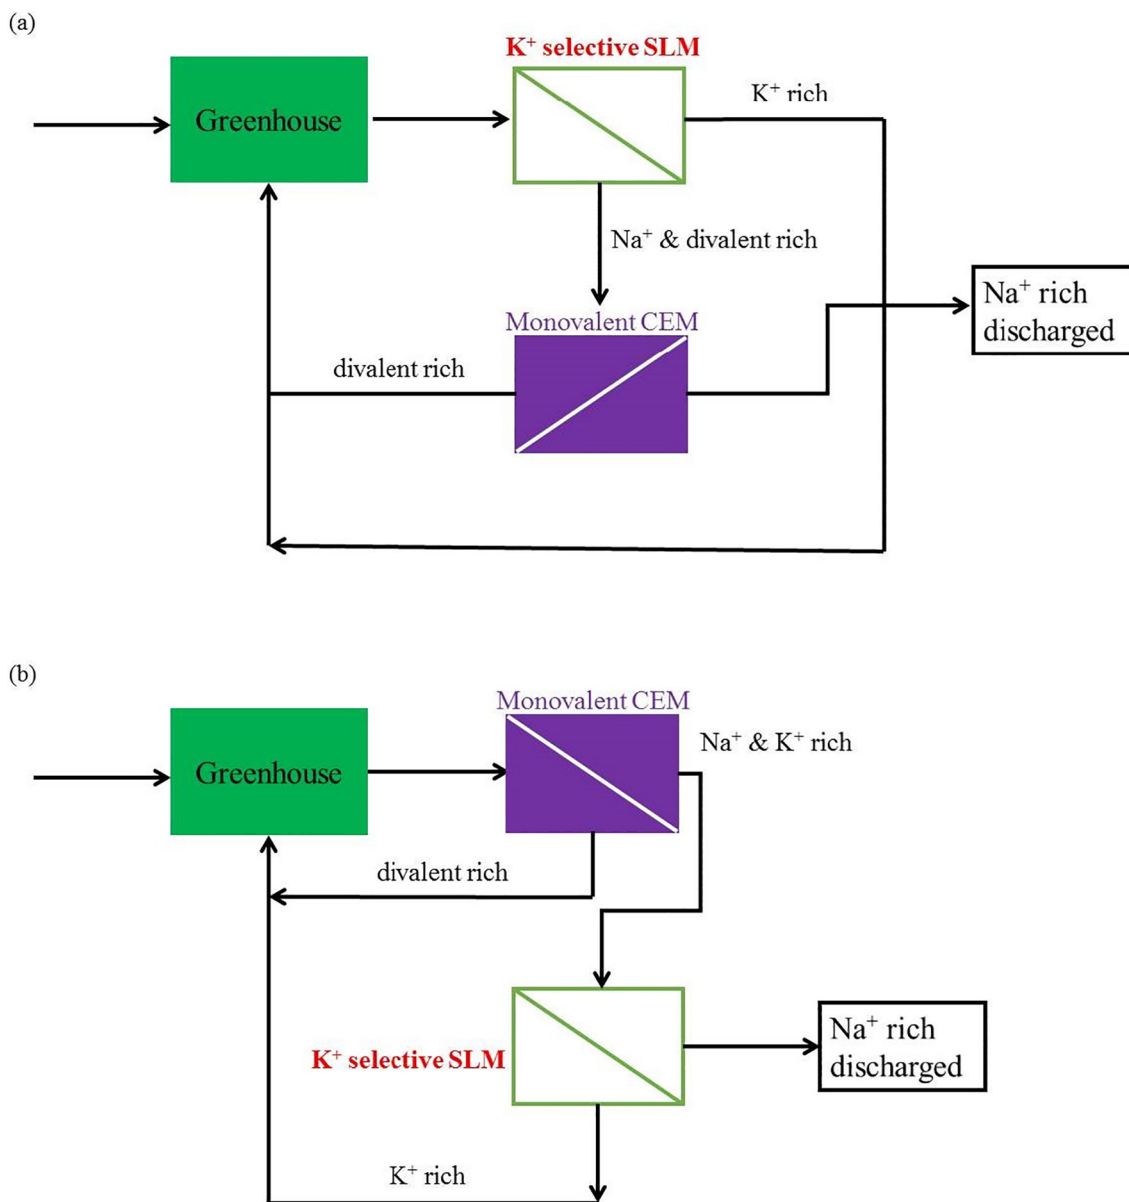 (a)
K⁺ selective SLM
K⁺ rich
Greenhouse
Na⁺ & divalent rich
Na⁺ rich
discharged
Monovalent CEM
divalent rich
(b)
Monovalent CEM
Na⁺ & K⁺ rich
Greenhouse
divalent rich
Na⁺ rich
discharged
K⁺ selective SLM
K⁺ rich